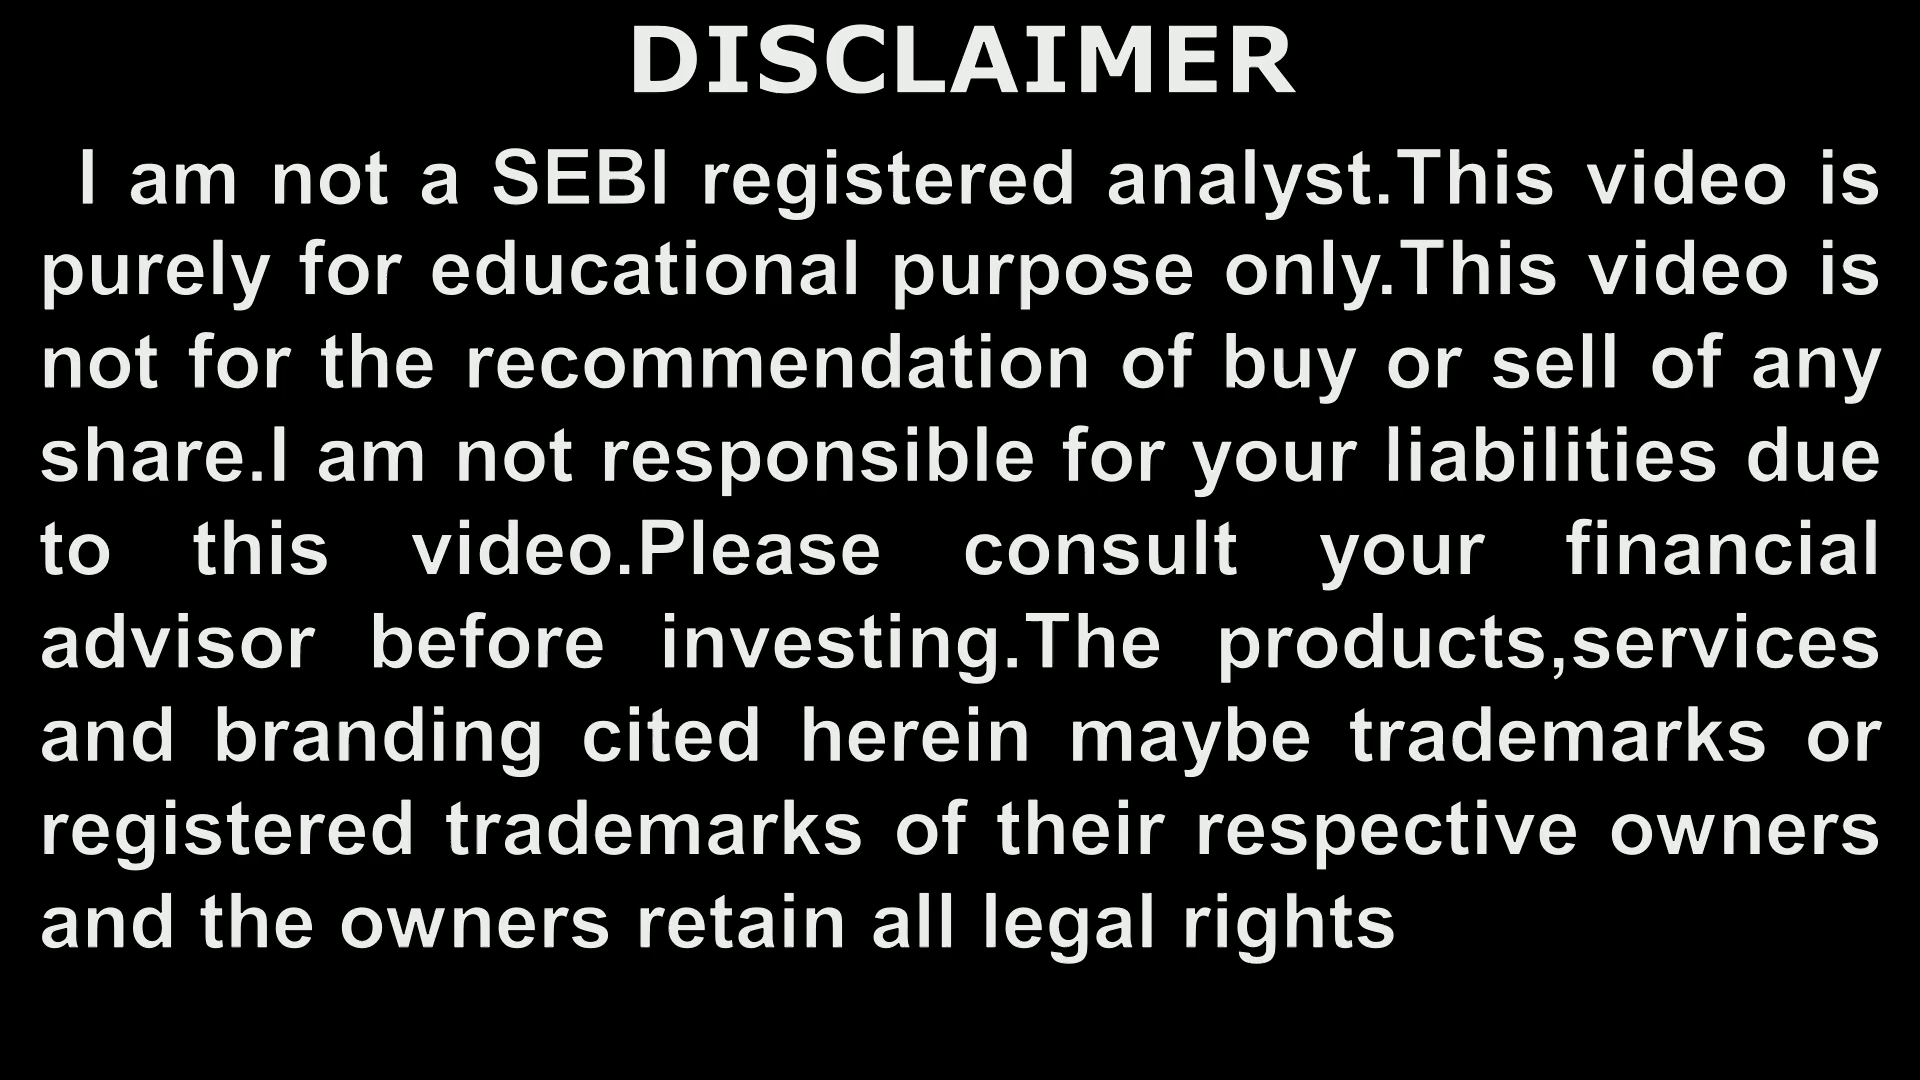 DISCLAIMER
I am not a SEBI registered analyst.This video is
purely for educational purpose only.This video is
not for the recommendation of buy or sell of any
share.I am not responsible for your liabilities due
to this video.Please consult your financial
advisor before investing.The products,services
and branding cited herein maybe trademarks or
registered trademarks of their respective owners
and the owners retain all legal rights